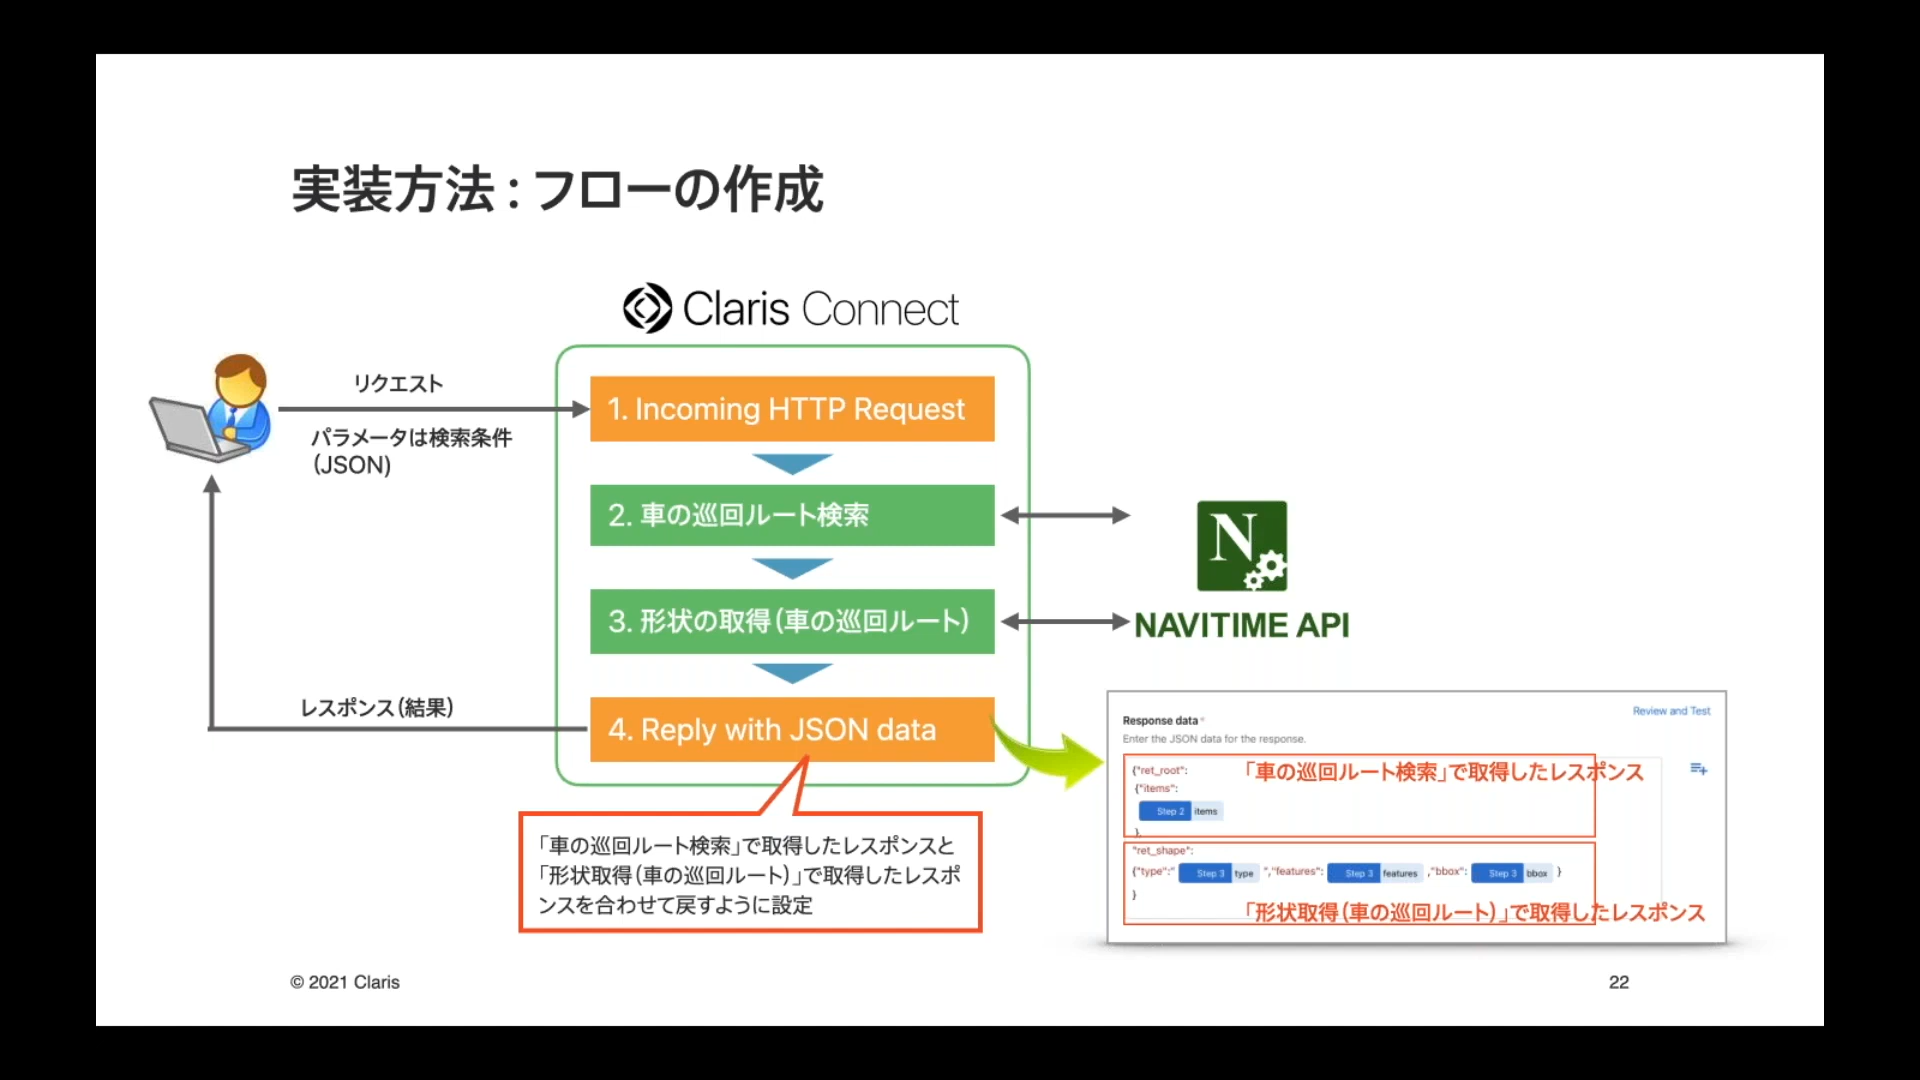 実装方法 : フローの作成
Claris Connect
リクエスト
パラメータは検索条件
(JSON)
1. Incoming HTTP Request
2. 車の巡回ルート検索
3. 形状の取得（車の巡回ルート）
4. Reply with JSON data
レスポンス（結果）
N
NAVITIME API
「車の巡回ルート検索」で取得したレスポンスと
「形状取得（車の巡回ルート）」で取得したレスポ
ンスを合わせて戻すように設定
Review and Test
Response data *
Enter the JSON data for the response.
{"ret_root":
「車の巡回ルート検索」で取得したレスポンス
{"items":
Step 2 items
},
"ret_shape":
{"type":" Step 3 type ","features": Step 3 features ,"bbox": Step 3 bbox }
}
「形状取得（車の巡回ルート）」で取得したレスポンス
© 2021 Claris
22